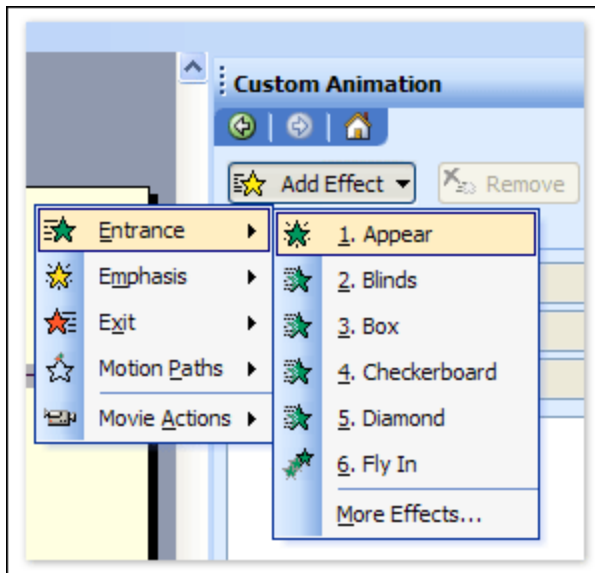 Custom Animation
Add Effect
Remove
Entrance
Emphasis
Exit
Motion Paths
Movie Actions
1. Appear
2. Blinds
3. Box
4. Checkerboard
5. Diamond
6. Fly In
More Effects...